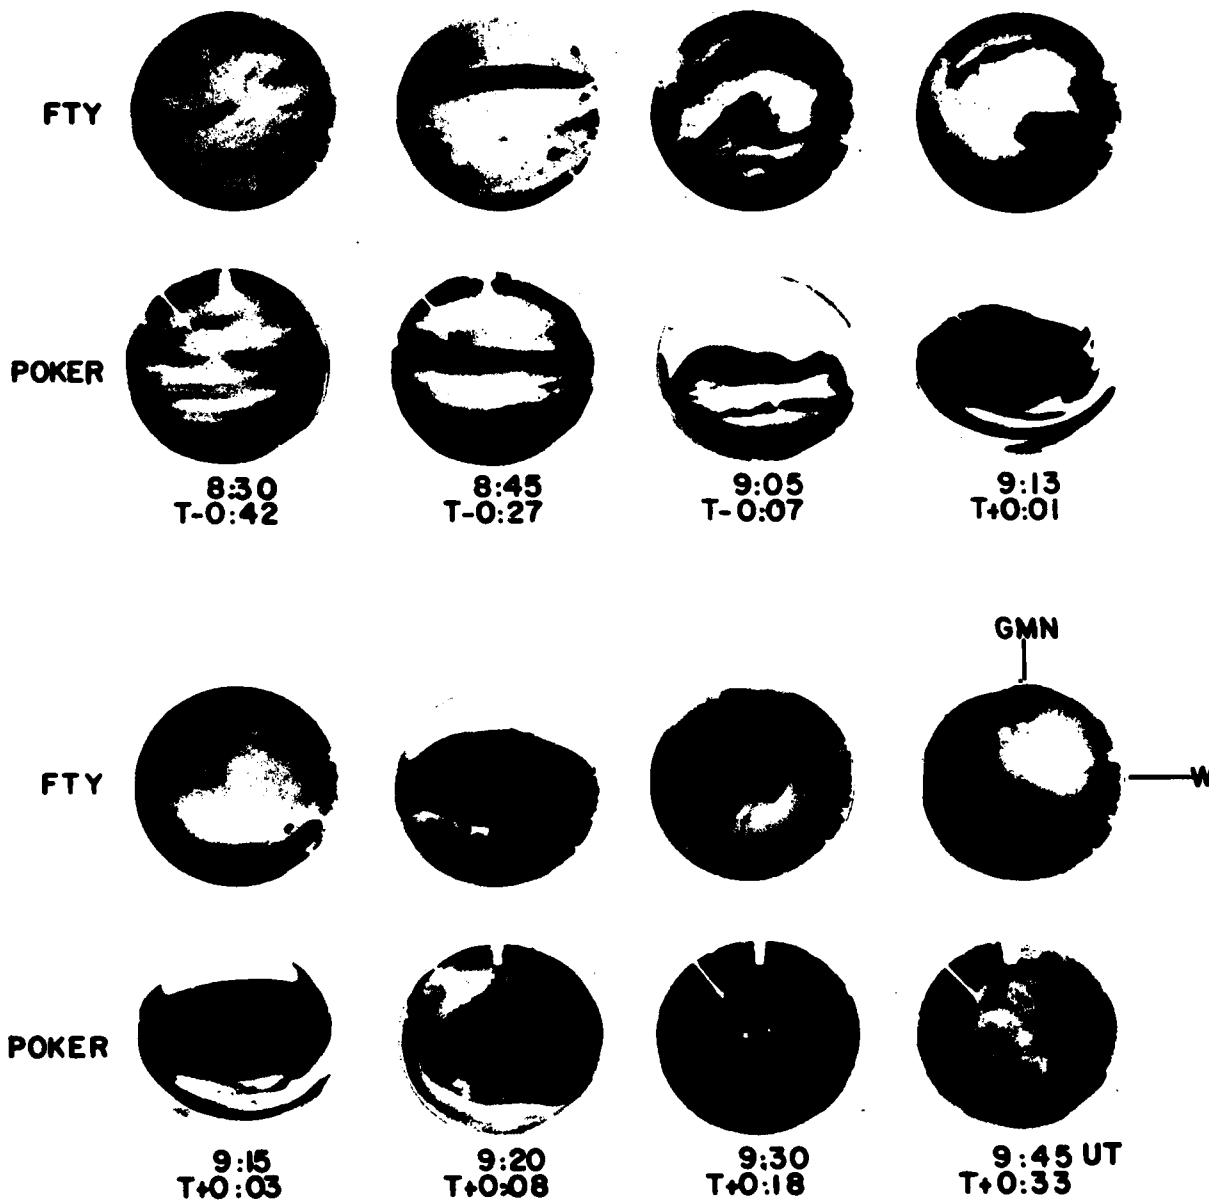 FTY
POKER
8:30 8:45 9:05 9:13
T-0:42 T-0:27 T-0:07 T+0:01
GMN
FTY
W
POKER
9:15 9:20 9:30 9:45 UT
T+0:03 T+0:08 T+0:18 T+0:33